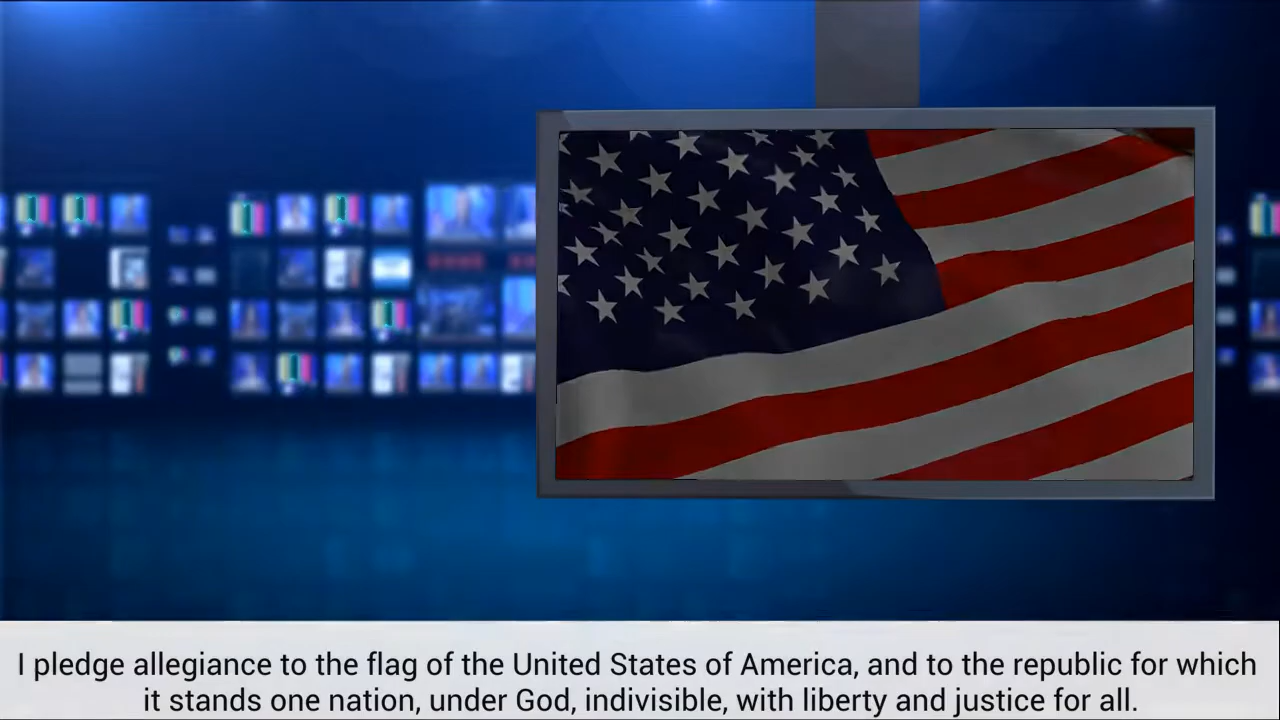 I pledge allegiance to the flag of the United States of America, and to the republic for which
it stands one nation, under God, indivisible, with liberty and justice for all.